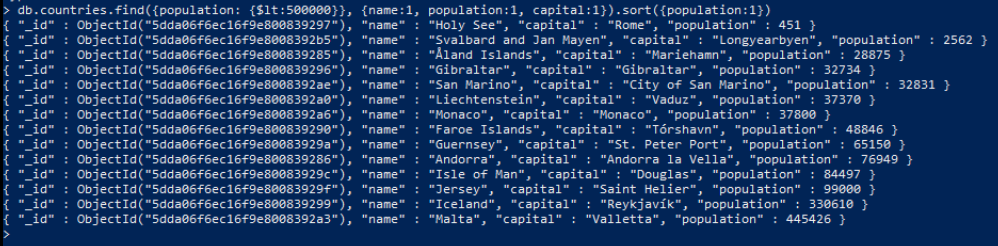 > db.countries.find({population: {$lt:500000}}, {name:1, population:1, capital:1}).sort({population:1})
{ "_id" : ObjectId("5dda06f6ec16f9e800839297"), "name" : "Holy See", "capital" : "Rome", "population" : 451 }
{ "_id" : ObjectId("5dda06f6ec16f9e8008392b5"), "name" : "Svalbard and Jan Mayen", "capital" : "Longyearbyen", "population" : 2562 }
{ "_id" : ObjectId("5dda06f6ec16f9e800839285"), "name" : "Åland Islands", "capital" : "Mariehamn", "population" : 28875 }
{ "_id" : ObjectId("5dda06f6ec16f9e800839296"), "name" : "Gibraltar", "capital" : "Gibraltar", "population" : 32734 }
{ "_id" : ObjectId("5dda06f6ec16f9e8008392ae"), "name" : "San Marino", "capital" : "City of San Marino", "population" : 32831 }
{ "_id" : ObjectId("5dda06f6ec16f9e8008392a0"), "name" : "Liechtenstein", "capital" : "Vaduz", "population" : 37370 }
{ "_id" : ObjectId("5dda06f6ec16f9e8008392a6"), "name" : "Monaco", "capital" : "Monaco", "population" : 37800 }
{ "_id" : ObjectId("5dda06f6ec16f9e800839290"), "name" : "Faroe Islands", "capital" : "Tórshavn", "population" : 48846 }
{ "_id" : ObjectId("5dda06f6ec16f9e80083929a"), "name" : "Guernsey", "capital" : "St. Peter Port", "population" : 65150 }
{ "_id" : ObjectId("5dda06f6ec16f9e800839286"), "name" : "Andorra", "capital" : "Andorra la Vella", "population" : 76949 }
{ "_id" : ObjectId("5dda06f6ec16f9e80083929c"), "name" : "Isle of Man", "capital" : "Douglas", "population" : 84497 }
{ "_id" : ObjectId("5dda06f6ec16f9e80083929f"), "name" : "Jersey", "capital" : "Saint Helier", "population" : 99000 }
{ "_id" : ObjectId("5dda06f6ec16f9e800839299"), "name" : "Iceland", "capital" : "Reykjavík", "population" : 330610 }
{ "_id" : ObjectId("5dda06f6ec16f9e8008392a3"), "name" : "Malta", "capital" : "Valletta", "population" : 445426 }
>